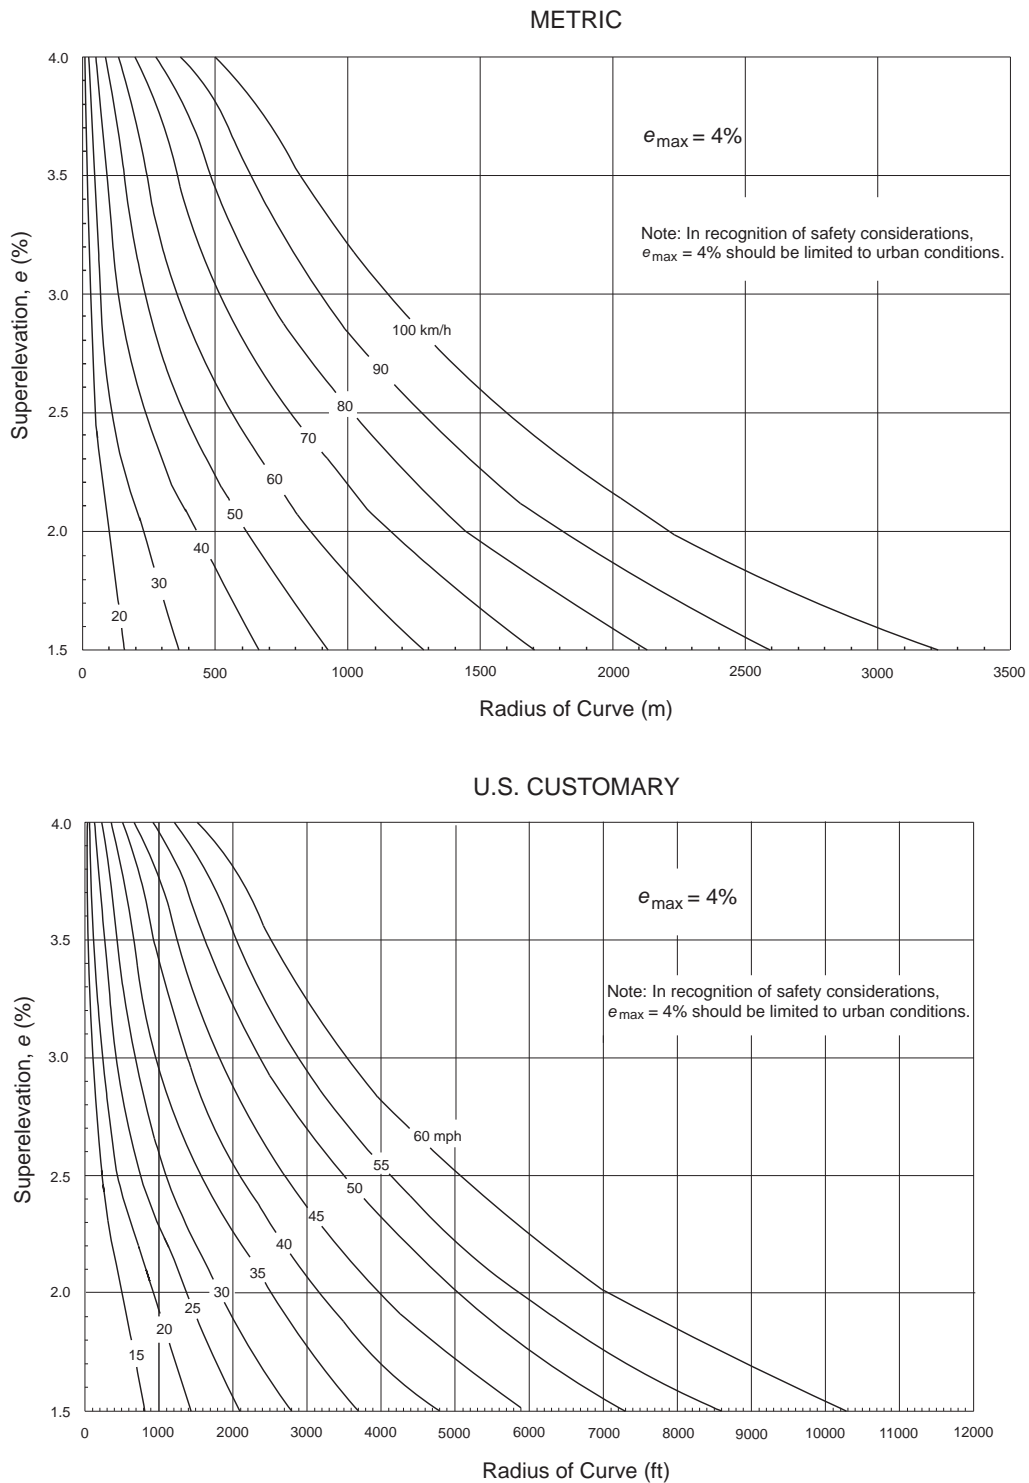 METRIC
4.0
3.5
3.0
2.5
2.0
1.5
Superelevation, e (%)
e max = 4%
Note: In recognition of safety considerations,
e max = 4% should be limited to urban conditions.
100 km/h
90
80
70
60
50
40
30
20
0 500 1000 1500 2000 2500 3000 3500
Radius of Curve (m)
U.S. CUSTOMARY
4.0
3.5
3.0
2.5
2.0
1.5
Superelevation, e (%)
e max = 4%
Note: In recognition of safety considerations,
e max = 4% should be limited to urban conditions.
60 mph
55
50
45
40
35
30
25
20
15
0 1000 2000 3000 4000 5000 6000 7000 8000 9000 10000 11000 12000
Radius of Curve (ft)